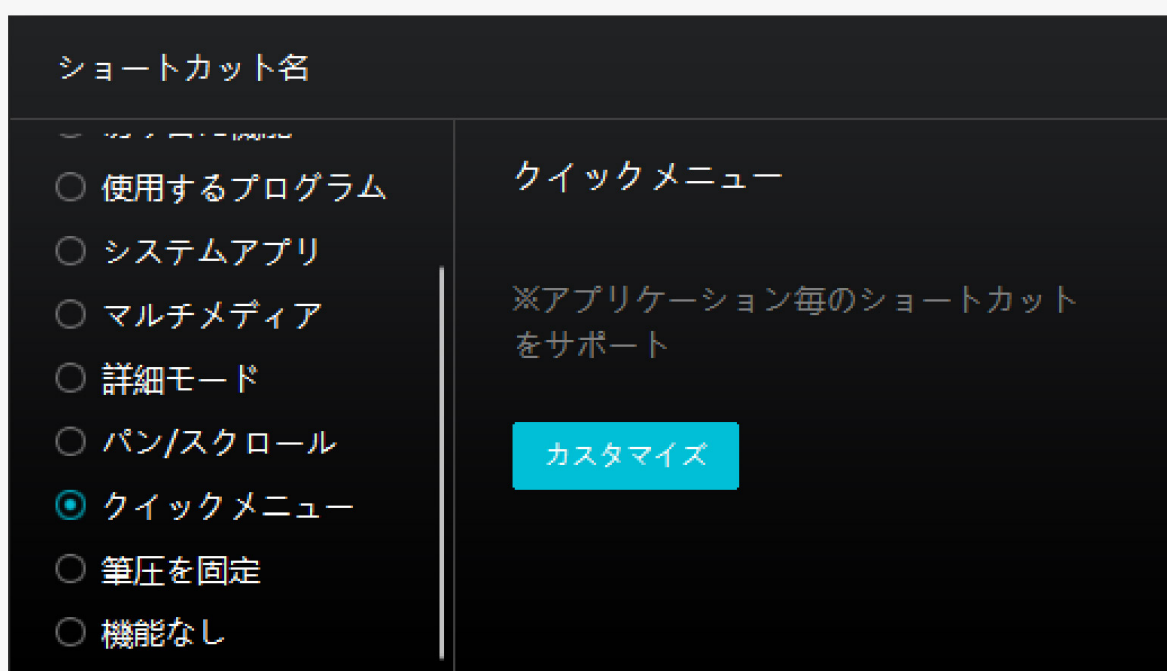 ショートカット名
使用するプログラム
システムアプリ
マルチメディア
詳細モード
パン/スクロール
クイックメニュー
筆圧を固定
機能なし
クイックメニュー
※アプリケーション毎のショートカット
をサポート
カスタマイズ